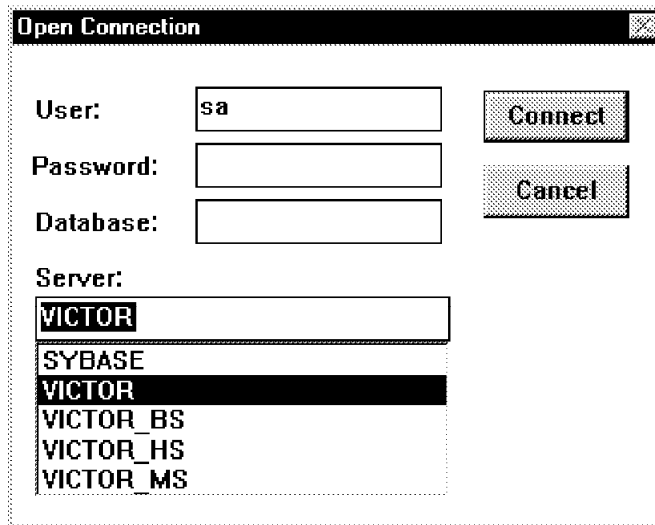 Open Connection
User: sa
Connect
Password:
Cancel
Database:
Server:
VICTOR
SYBASE
VICTOR
VICTOR_BS
VICTOR_HS
VICTOR_MS